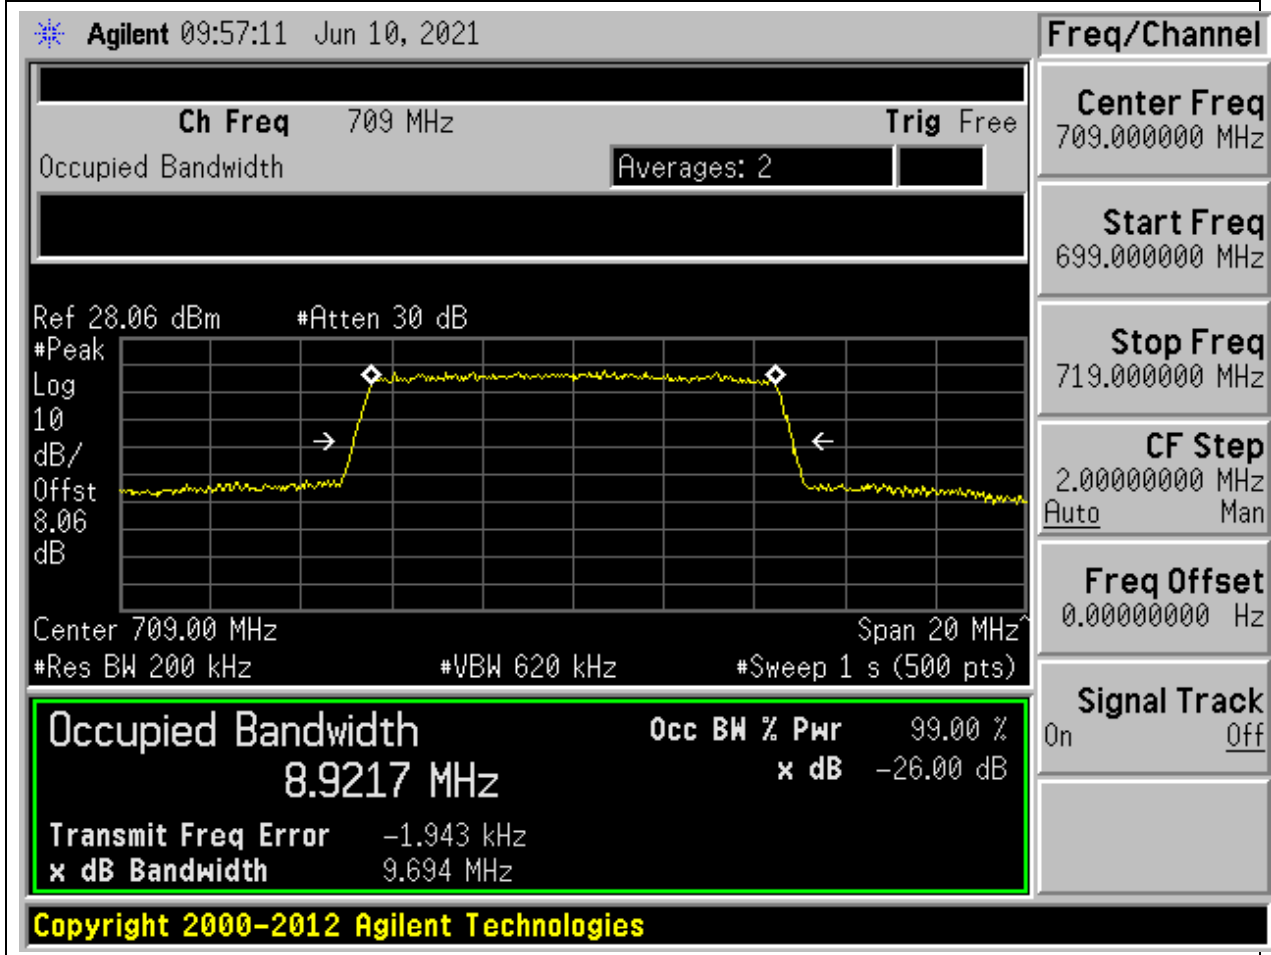 Agilent 09:57:11 Jun 10, 2021
Freq/Channel
Ch Freq 709 MHz Trig Free
Occupied Bandwidth Averages: 2
Ref 28.06 dBm #Atten 30 dB
#Peak
Log
10
dB/
Offst
8.06
dB
Center 709.00 MHz Span 20 MHz^
#Res BW 200 kHz #VBW 620 kHz #Sweep 1 s (500 pts)
Occupied Bandwidth Occ BW % Pwr 99.00 %
8.9217 MHz x dB -26.00 dB
Transmit Freq Error -1.943 kHz
x dB Bandwidth 9.694 MHz
Center Freq
709.000000 MHz
Start Freq
699.000000 MHz
Stop Freq
719.000000 MHz
CF Step
2.00000000 MHz
Auto Man
Freq Offset
0.00000000 Hz
Signal Track
On Off
Copyright 2000-2012 Agilent Technologies